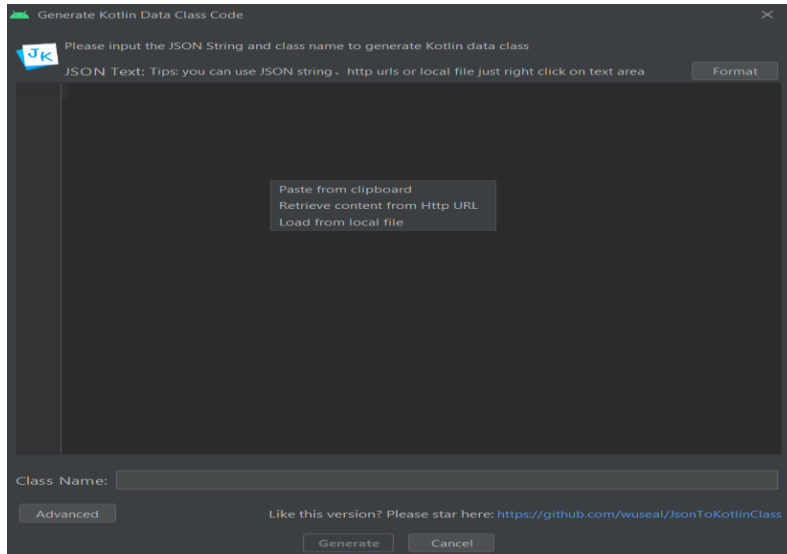 Generate Kotlin Data Class Code
JK
Please input the JSON String and class name to generate Kotlin data class
JSON Text: Tips: you can use JSON string、http urls or local file just right click on text area
Format
Paste from clipboard
Retrieve content from Http URL
Load from local file
Class Name:
Advanced
Like this version? Please star here: https://github.com/wuseal/JsonToKotlinClass
Generate
Cancel